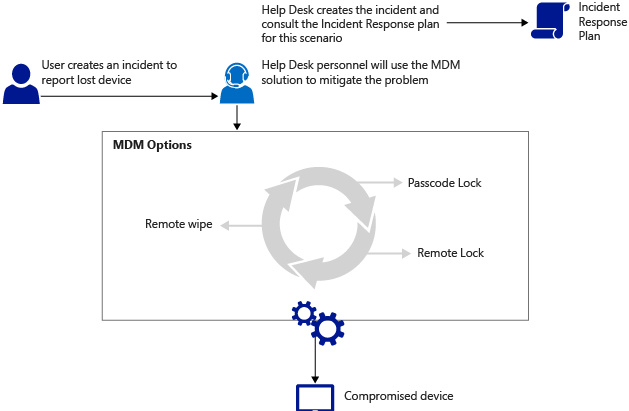 Help Desk creates the incident and
consult the Incident Response plan
for this scenario
Incident
Response
Plan
User creates an incident to
report lost device
Help Desk personnel will use the MDM
solution to mitigate the problem
MDM Options
Passcode Lock
Remote wipe
Remote Lock
Compromised device